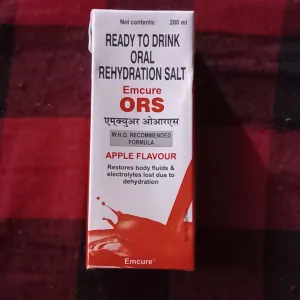 Net contents: 200 ml
READY TO DRINK
ORAL
REHYDRATION SALT
Emcure
ORS
एमक्युअर ओआरएस
W.H.O. RECOMMENDED
FORMULA
APPLE FLAVOUR
Restores body fluids &
electrolytes lost due to
dehydration
Emcure®